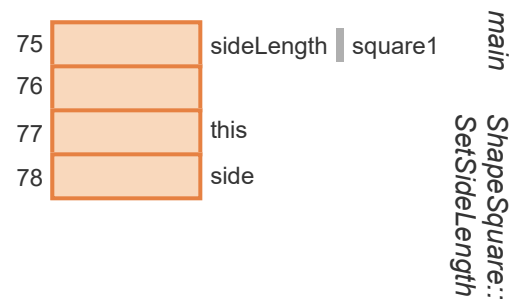 75 sideLength square1
76
77 this
78 side
main
ShapeSquare::
SetSideLength